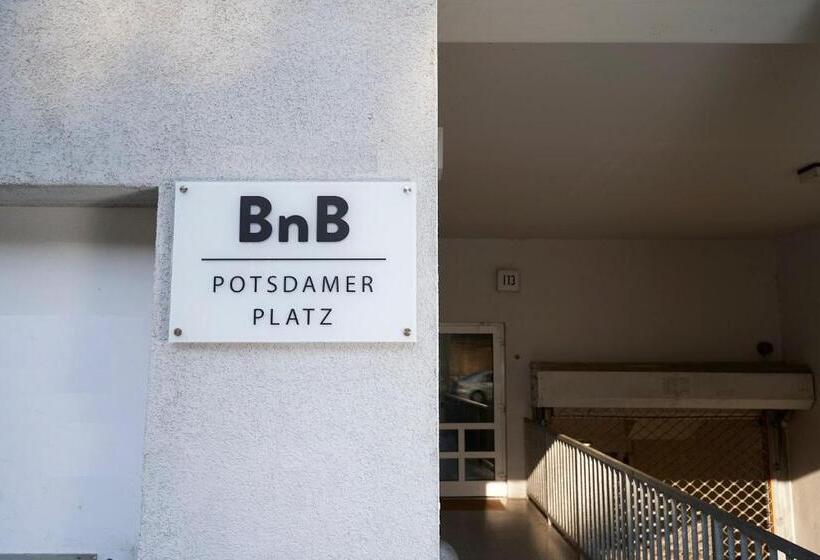 BnB
POTSDAMER
PLATZ
113